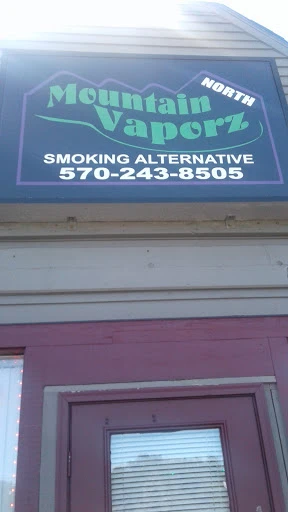 Mountain
Vaporz
NORTH
SMOKING ALTERNATIVE
570-243-8505